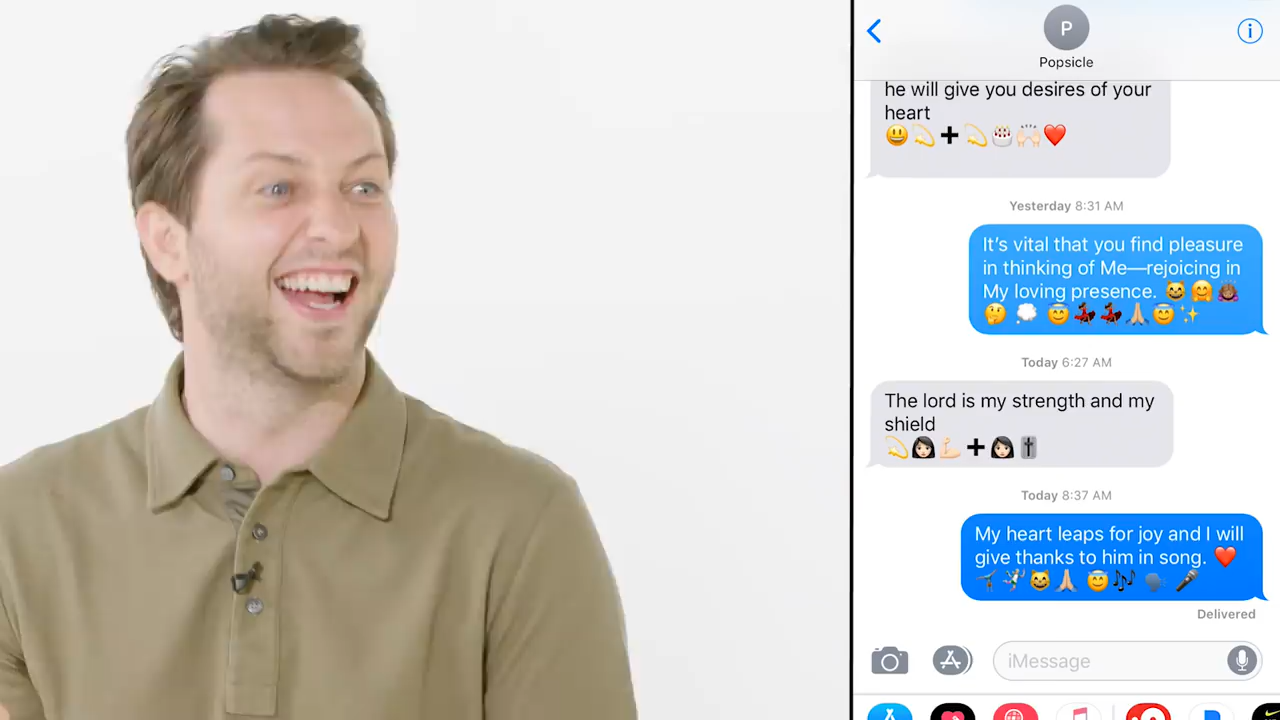 P
Popsicle
he will give you desires of your
heart
😃💫➕💫🎂🙌🏻❤️
Yesterday 8:31 AM
It’s vital that you find pleasure
in thinking of Me—rejoicing in
My loving presence. 😺🤗🙇🏾‍♀️
🤔💭😇💃🏾💃🏾🙏🏽😇✨
Today 6:27 AM
The lord is my strength and my
shield
💫👩🏻💪🏻➕👩🏻✝️
Today 8:37 AM
My heart leaps for joy and I will
give thanks to him in song. ❤️
🤸🏽‍♂️🤾🏻😺🙏🏽😇🎶🗣🎤
Delivered
iMessage